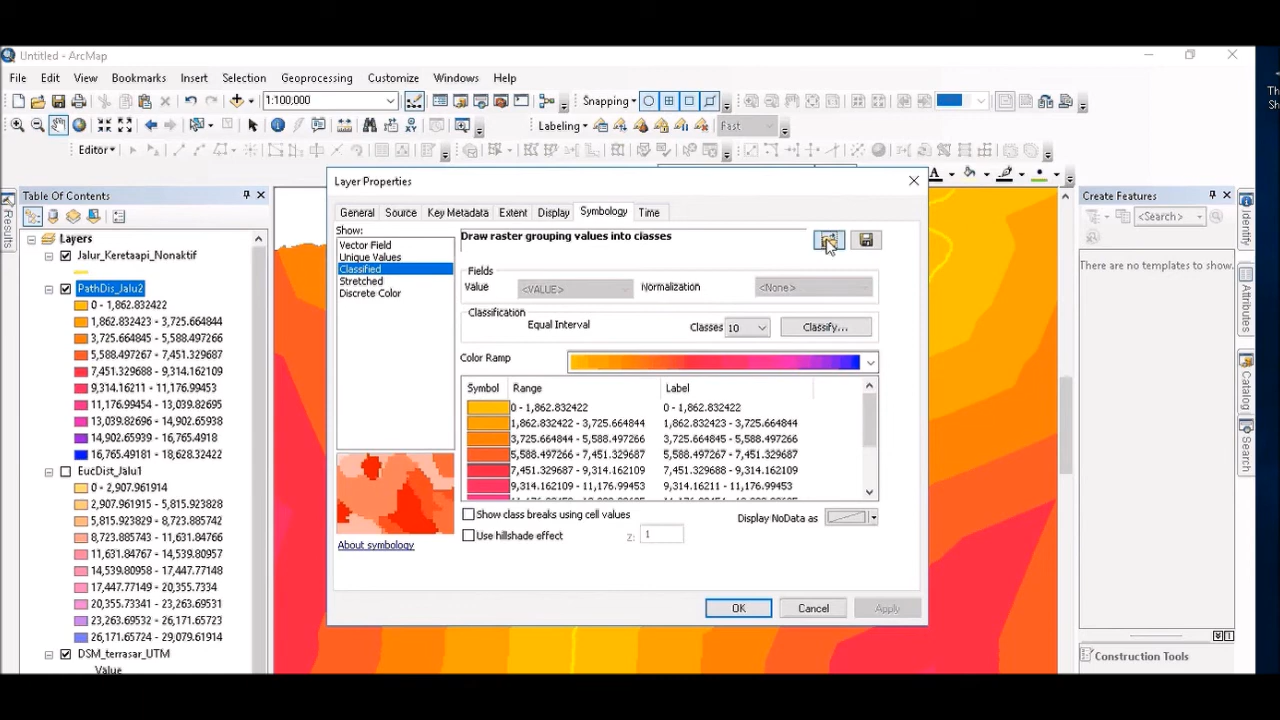 Untitled - ArcMap
File Edit View Bookmarks Insert Selection Geoprocessing Customize Windows Help
1:100,000
Snapping
Labeling
Fast
Editor
Table Of Contents
Layers
Jalur_Keretaapi_Nonaktif
PathDis_Jalu2
0 - 1,862.832422
1,862.832423 - 3,725.664844
3,725.664845 - 5,588.497266
5,588.497267 - 7,451.329687
7,451.329688 - 9,314.162109
9,314.16211 - 11,176.99453
11,176.99454 - 13,039.82695
13,039.82696 - 14,902.65937
14,902.65938 - 16,765.4918
16,765.49181 - 18,628.32422
EucDist_Jalu1
0 - 2,907.961914
2,907.961915 - 5,815.923828
5,815.923829 - 8,723.885742
8,723.885743 - 11,631.84766
11,631.84767 - 14,539.80957
14,539.80958 - 17,447.77148
17,447.77149 - 20,355.7334
20,355.73341 - 23,263.69531
23,263.69532 - 26,171.65723
26,171.65724 - 29,079.61914
DSM_terrasar_UTM
Value
Results
Layer Properties
General Source Key Metadata Extent Display Symbology Time
Show:
Vector Field
Unique Values
Classified
Stretched
Discrete Color
About symbology
Draw raster grouping values into classes
Fields
Value <VALUE> Normalization <None>
Classification
Equal Interval Classes 10 Classify...
Color Ramp
Symbol Range Label
0 - 1,862.832422 0 - 1,862.832422
1,862.832422 - 3,725.664844 1,862.832423 - 3,725.664844
3,725.664844 - 5,588.497266 3,725.664845 - 5,588.497266
5,588.497266 - 7,451.329687 5,588.497267 - 7,451.329687
7,451.329687 - 9,314.162109 7,451.329688 - 9,314.162109
9,314.162109 - 11,176.99453 9,314.16211 - 11,176.99453
Show class breaks using cell values Display NoData as
Use hillshade effect Z: 1
OK Cancel Apply
Create Features
<Search>
There are no templates to show.
Construction Tools
Identify
Attributes
Catalog
Search
Th
Sh